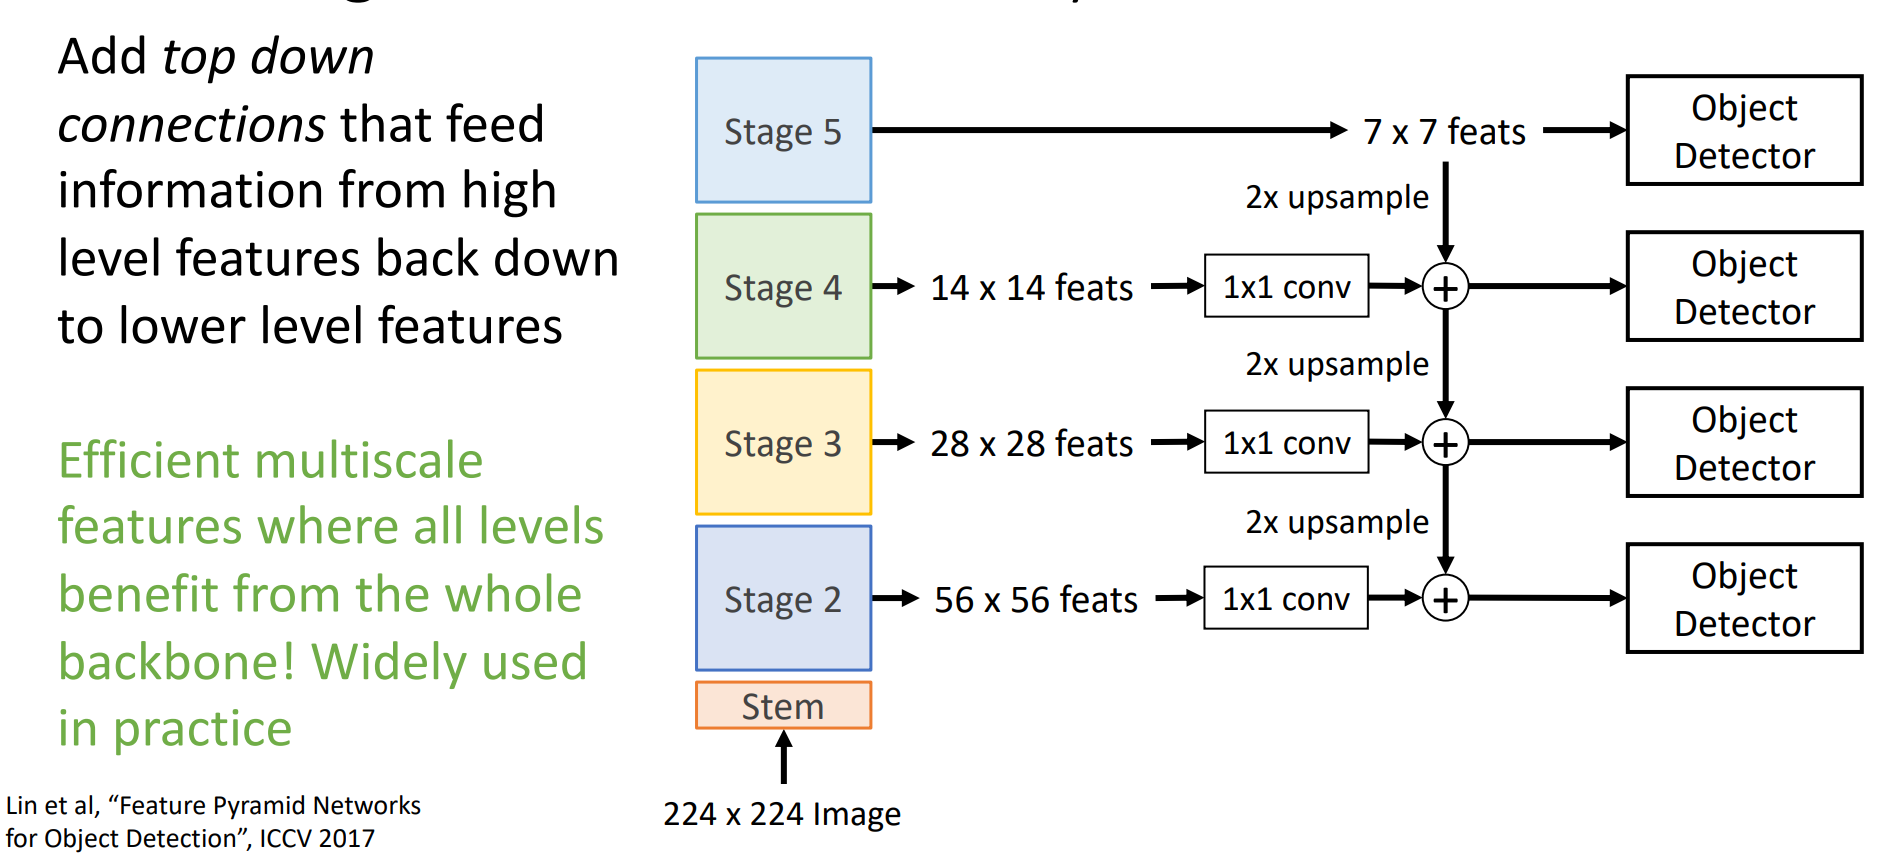 Add top down
connections that feed
information from high
level features back down
to lower level features
Efficient multiscale
features where all levels
benefit from the whole
backbone! Widely used
in practice
Lin et al, “Feature Pyramid Networks
for Object Detection”, ICCV 2017
Stage 5
7 x 7 feats
Object
Detector
2x upsample
Stage 4
14 x 14 feats
1x1 conv
+
Object
Detector
2x upsample
Stage 3
28 x 28 feats
1x1 conv
+
Object
Detector
2x upsample
Stage 2
56 x 56 feats
1x1 conv
+
Object
Detector
Stem
224 x 224 Image